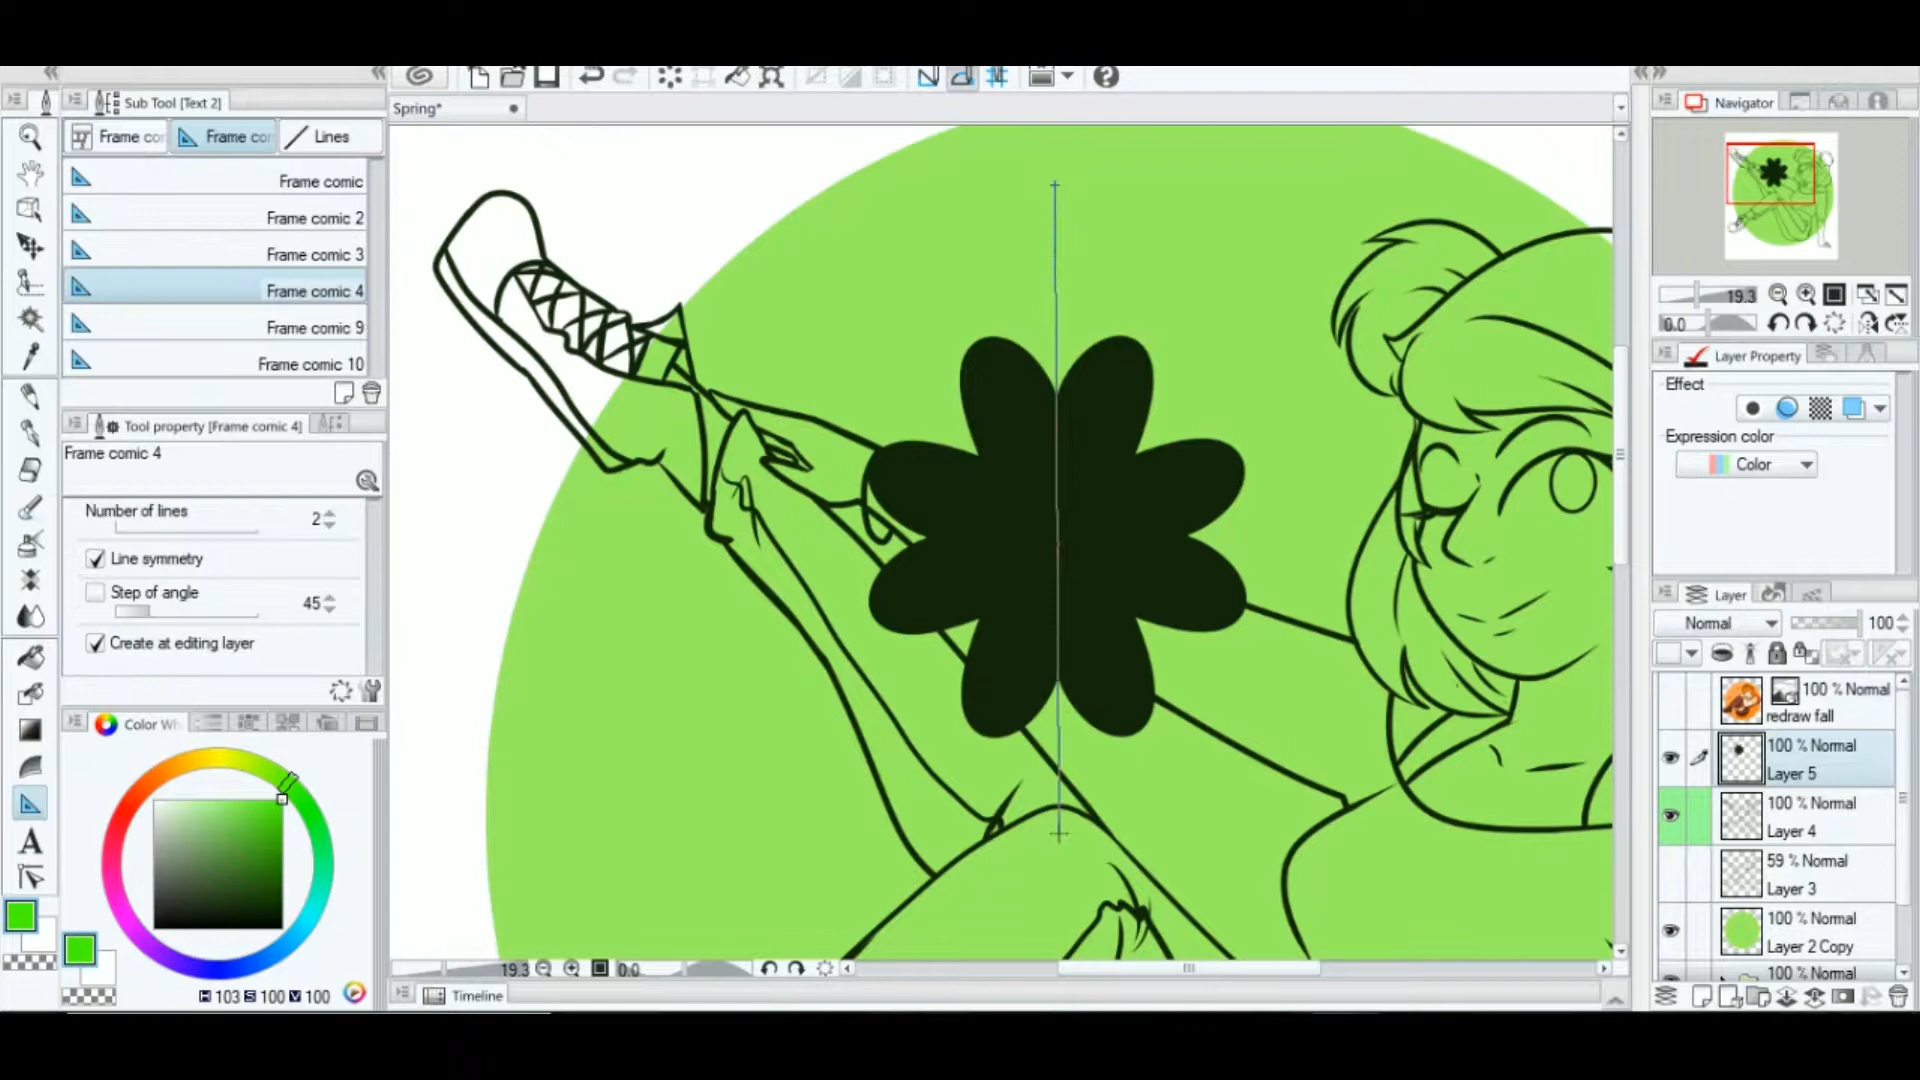 Sub Tool [Text 2]
Frame cor
Frame cor
Lines
Frame comic
Frame comic 2
Frame comic 3
Frame comic 4
Frame comic 9
Frame comic 10
Tool property [Frame comic 4]
Frame comic 4
Number of lines
2
Line symmetry
Step of angle
45
Create at editing layer
Color Wh
H 103 S 100 V 100
Spring*
19.3
0.0
Timeline
Navigator
19.3
0.0
Layer Property
Effect
Expression color
Color
Layer
Normal
100
100 % Normal
redraw fall
100 % Normal
Layer 5
100 % Normal
Layer 4
59 % Normal
Layer 3
100 % Normal
Layer 2 Copy
100 % Normal
A